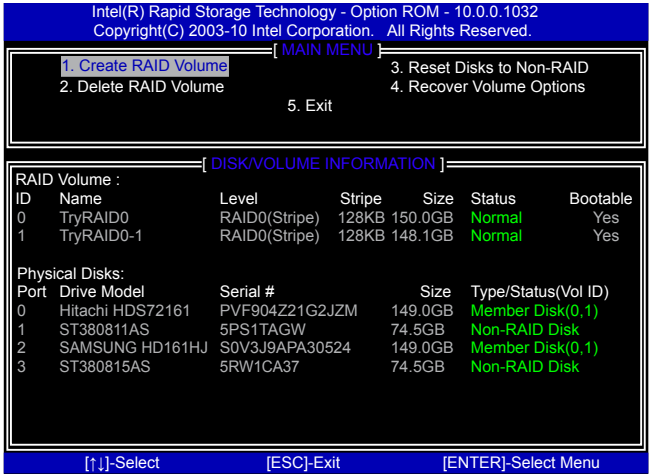 Intel(R) Rapid Storage Technology - Option ROM - 10.0.0.1032
Copyright(C) 2003-10 Intel Corporation. All Rights Reserved.
[ MAIN MENU ]
1. Create RAID Volume 3. Reset Disks to Non-RAID
2. Delete RAID Volume 4. Recover Volume Options
5. Exit
[ DISK/VOLUME INFORMATION ]
RAID Volume :
ID Name Level Stripe Size Status Bootable
0 TryRAID0 RAID0(Stripe) 128KB 150.0GB Normal Yes
1 TryRAID0-1 RAID0(Stripe) 128KB 148.1GB Normal Yes
Physical Disks:
Port Drive Model Serial # Size Type/Status(Vol ID)
0 Hitachi HDS72161 PVF904Z21G2JZM 149.0GB Member Disk(0,1)
1 ST380811AS 5PS1TAGW 74.5GB Non-RAID Disk
2 SAMSUNG HD161HJ S0V3J9APA30524 149.0GB Member Disk(0,1)
3 ST380815AS 5RW1CA37 74.5GB Non-RAID Disk
[↑↓]-Select [ESC]-Exit [ENTER]-Select Menu